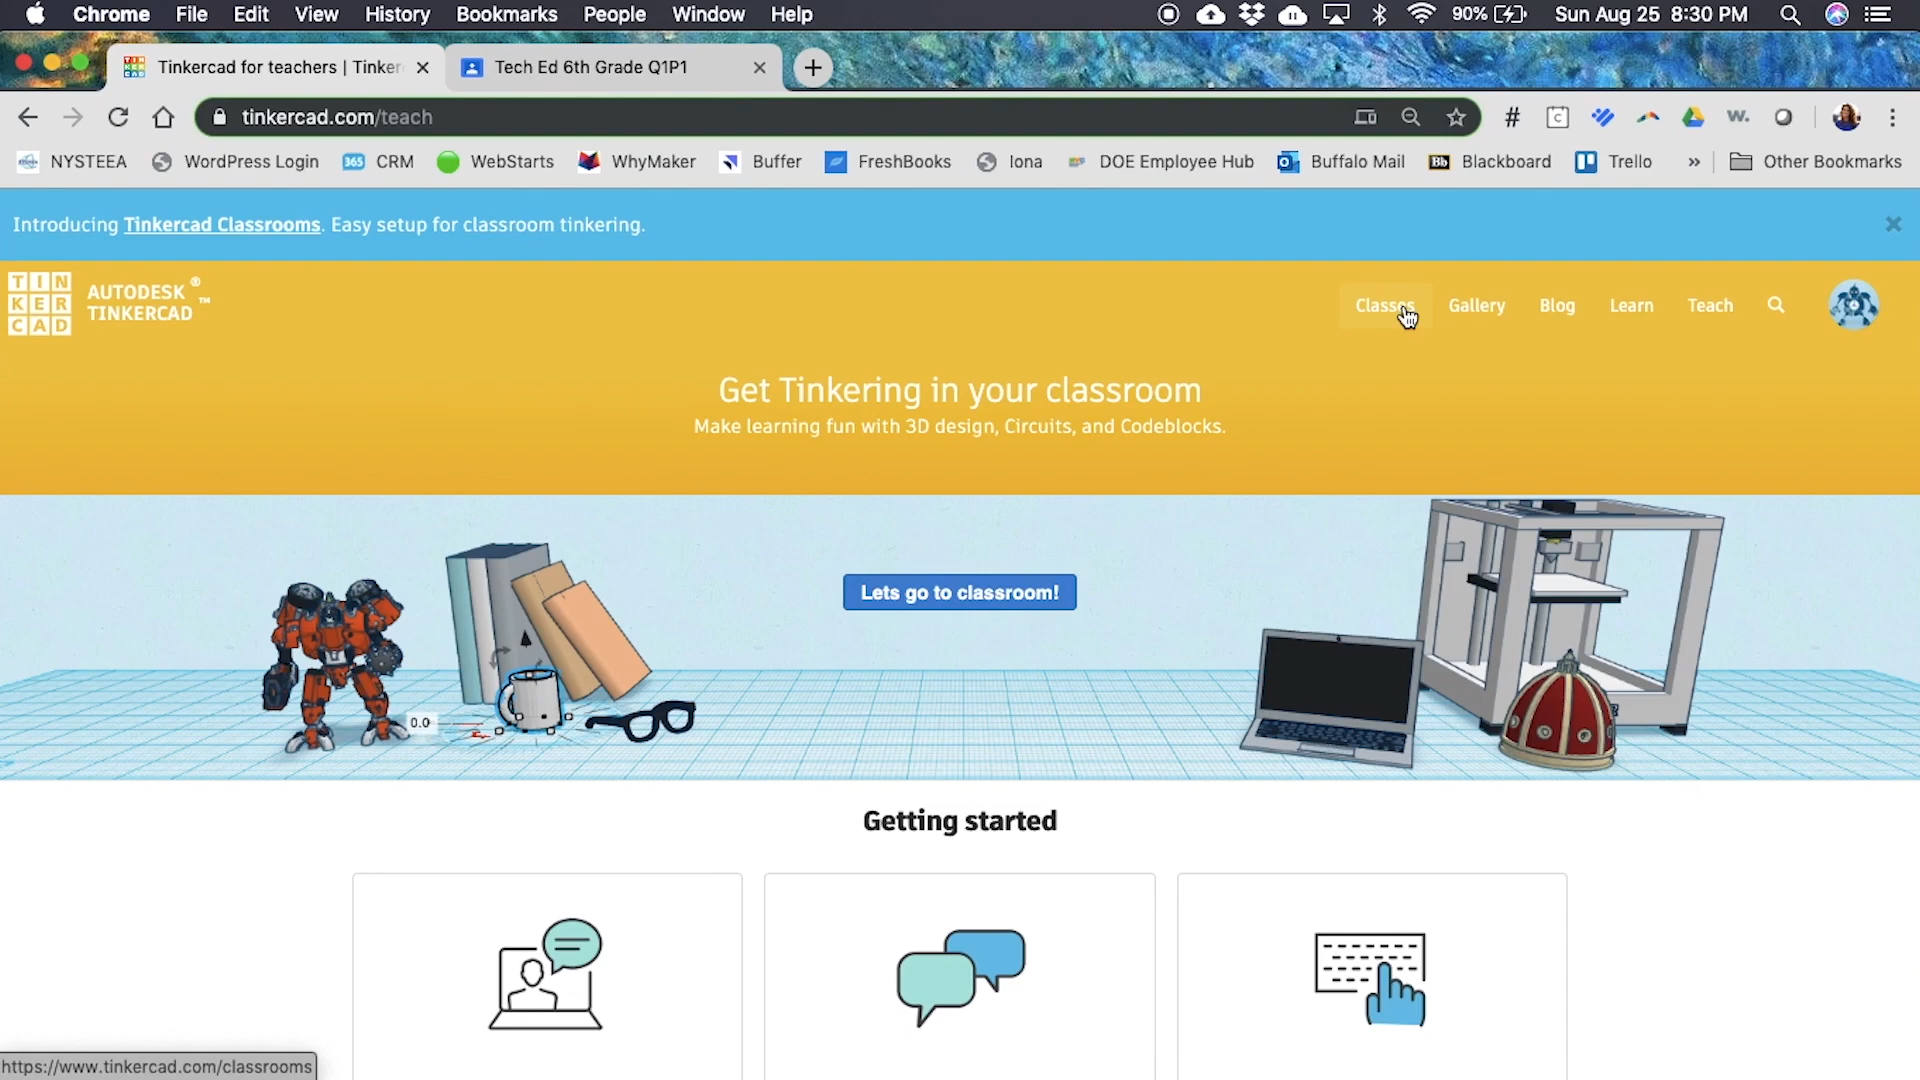 Chrome File Edit View History Bookmarks People Window Help 90% Sun Aug 25 8:30 PM
Tinkercad for teachers | Tinker Tech Ed 6th Grade Q1P1
tinkercad.com/teach
NYSTEEA WordPress Login 365 CRM WebStarts WhyMaker Buffer FreshBooks Iona DOE Employee Hub Buffalo Mail Bb Blackboard Trello » Other Bookmarks
Introducing Tinkercad Classrooms. Easy setup for classroom tinkering.
TIN
KER
CAD
AUTODESK ®
TINKERCAD ™
Classes Gallery Blog Learn Teach
Get Tinkering in your classroom
Make learning fun with 3D design, Circuits, and Codeblocks.
Lets go to classroom!
0.0
Getting started
https://www.tinkercad.com/classrooms